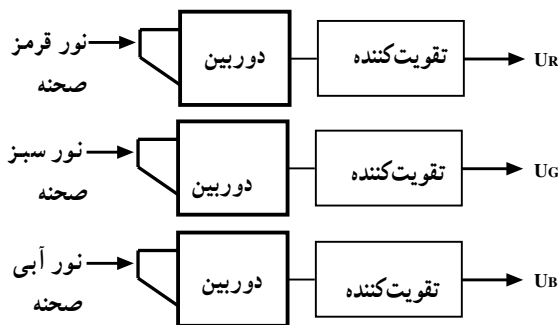 نور قرمز
صحنه
دوربین
تقویت‌کننده
UR
نور سبز
صحنه
دوربین
تقویت‌کننده
UG
نور آبی
صحنه
دوربین
تقویت‌کننده
UB